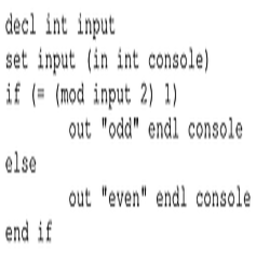 decl int input
set input (in int console)
if (= (mod input 2) 1)
        out "odd" endl console
else
        out "even" endl console
end if